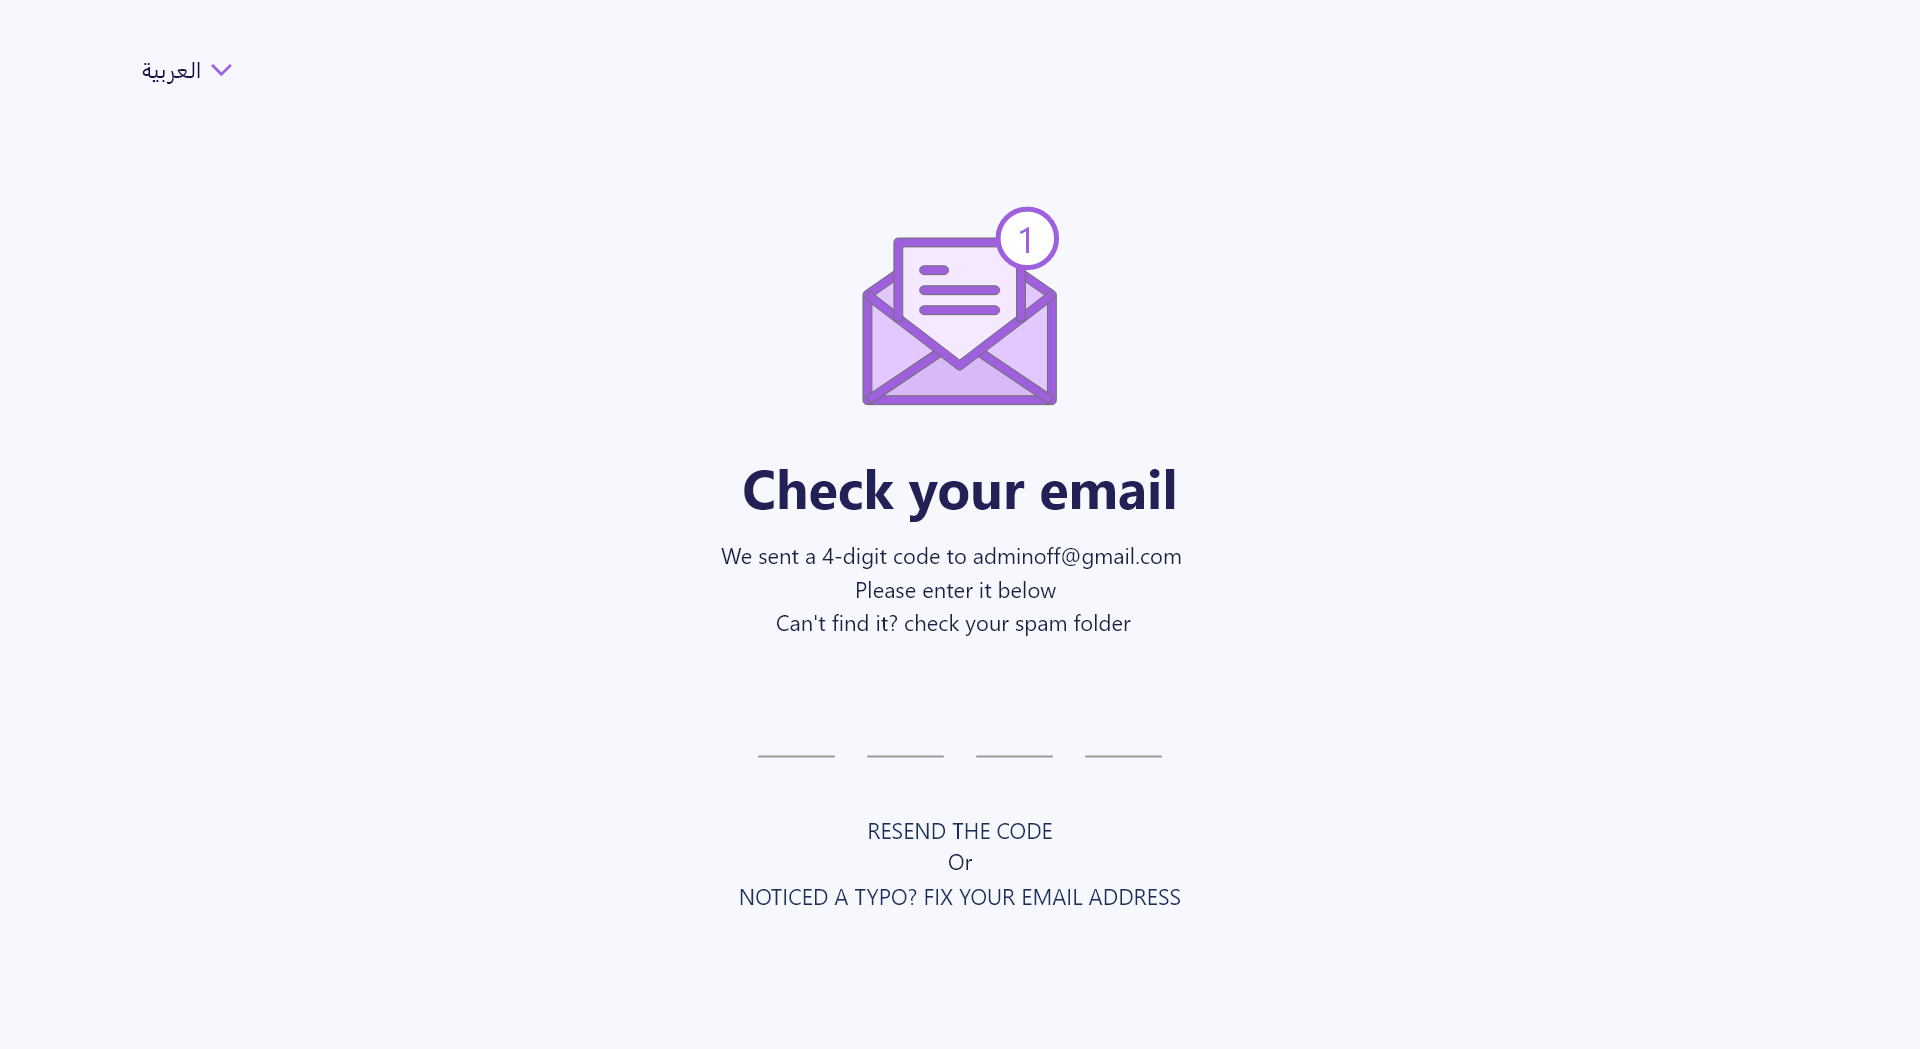 العربية
1
Check your email
We sent a 4-digit code to adminoff@gmail.com
Please enter it below
Can't find it? check your spam folder
RESEND THE CODE
Or
NOTICED A TYPO? FIX YOUR EMAIL ADDRESS